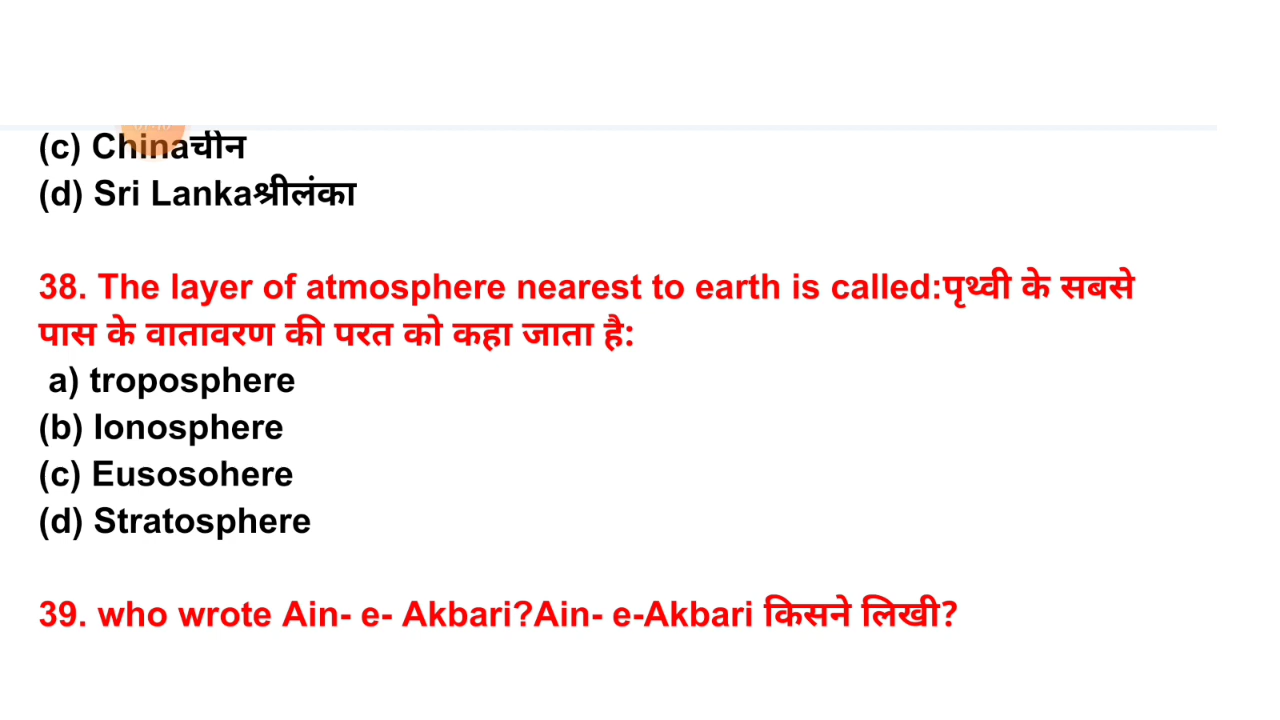 (c) Chinaचीन
(d) Sri Lankaश्रीलंका
38. The layer of atmosphere nearest to earth is called:पृथ्वी के सबसे
पास के वातावरण की परत को कहा जाता है:
a) troposphere
(b) Ionosphere
(c) Eusosohere
(d) Stratosphere
39. who wrote Ain- e- Akbari?Ain- e-Akbari किसने लिखी?